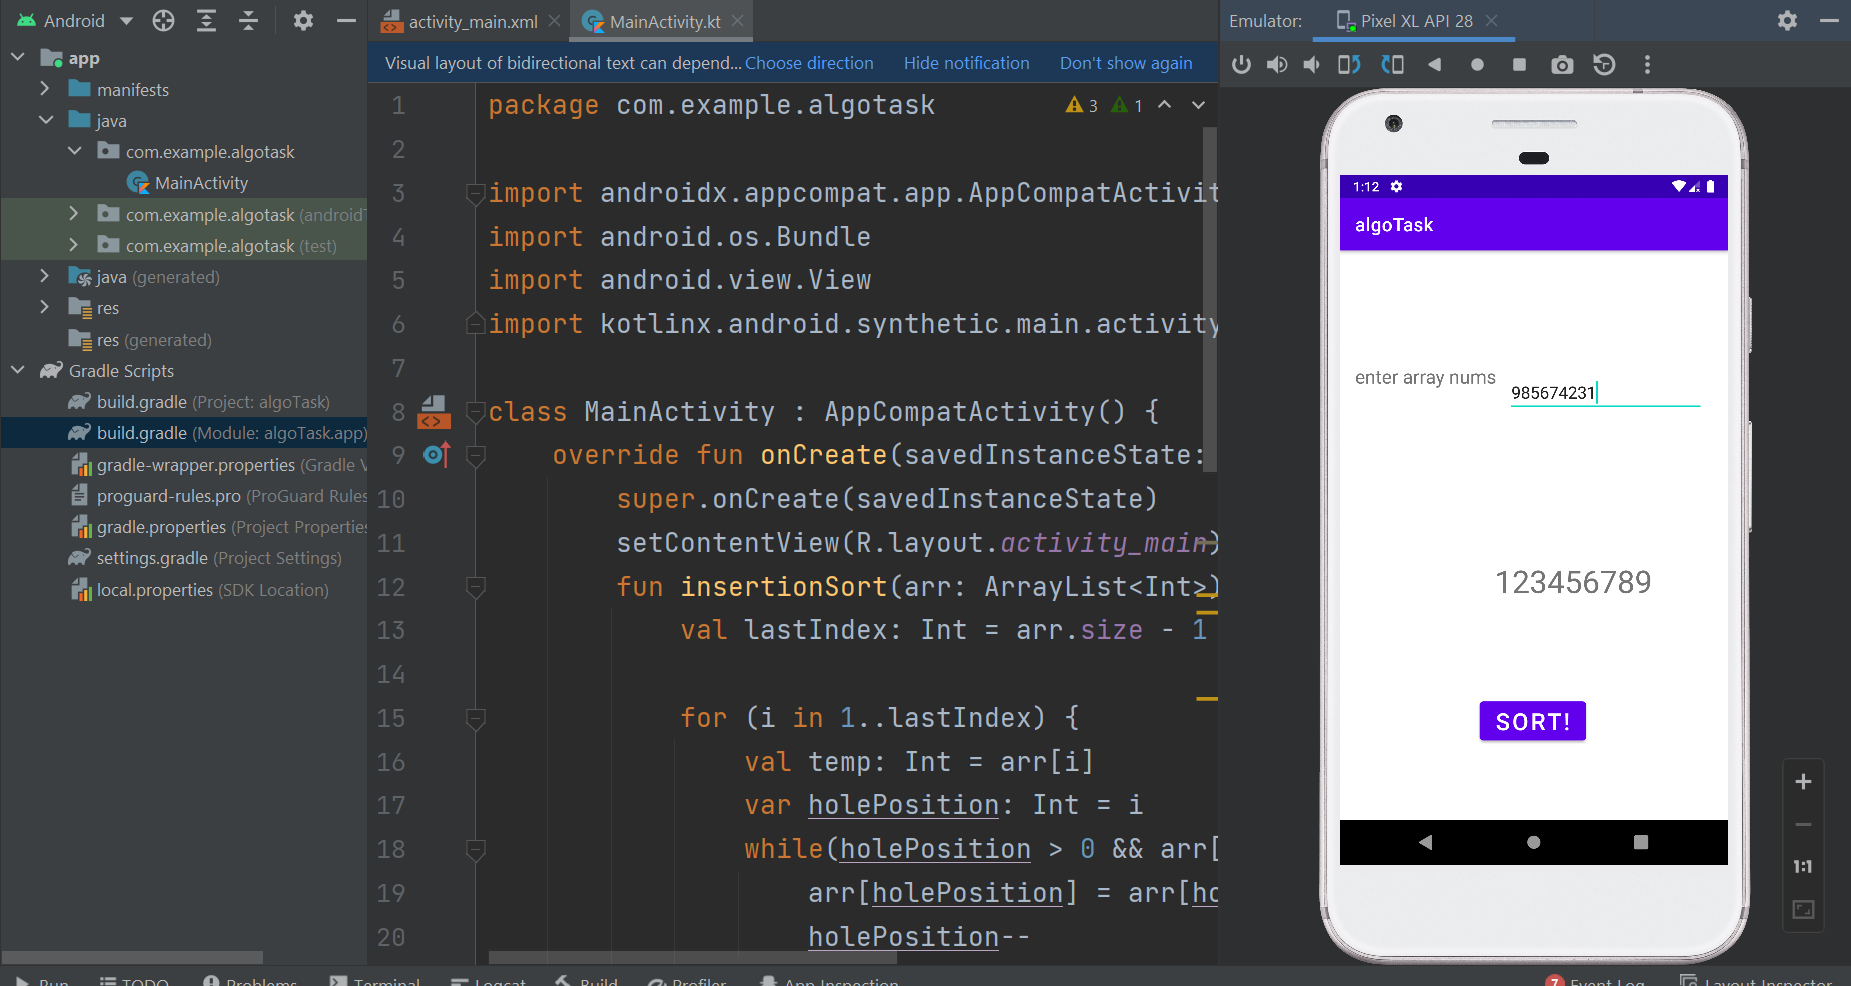 Android
app
manifests
java
com.example.algotask
MainActivity
com.example.algotask (androidT
com.example.algotask (test)
java (generated)
res
res (generated)
Gradle Scripts
build.gradle (Project: algoTask)
build.gradle (Module: algoTask.app)
gradle-wrapper.properties (Gradle V
proguard-rules.pro (ProGuard Rules
gradle.properties (Project Properties
settings.gradle (Project Settings)
local.properties (SDK Location)
activity_main.xml
MainActivity.kt
Visual layout of bidirectional text can depend... Choose direction Hide notification Don't show again
3 1
1 package com.example.algotask
2
3 import androidx.appcompat.app.AppCompatActivit
4 import android.os.Bundle
5 import android.view.View
6 import kotlinx.android.synthetic.main.activity
7
8 class MainActivity : AppCompatActivity() {
9 override fun onCreate(savedInstanceState:
10 super.onCreate(savedInstanceState)
11 setContentView(R.layout.activity_main)
12 fun insertionSort(arr: ArrayList<Int>)
13 val lastIndex: Int = arr.size - 1
14
15 for (i in 1..lastIndex) {
16 val temp: Int = arr[i]
17 var holePosition: Int = i
18 while(holePosition > 0 && arr[
19 arr[holePosition] = arr[ho
20 holePosition--
Emulator: Pixel XL API 28
1:12
algoTask
enter array nums
985674231
123456789
SORT!
1:1
Run TODO Problems Terminal Logcat Build Profiler App Inspection 7 Event Log Layout Inspector